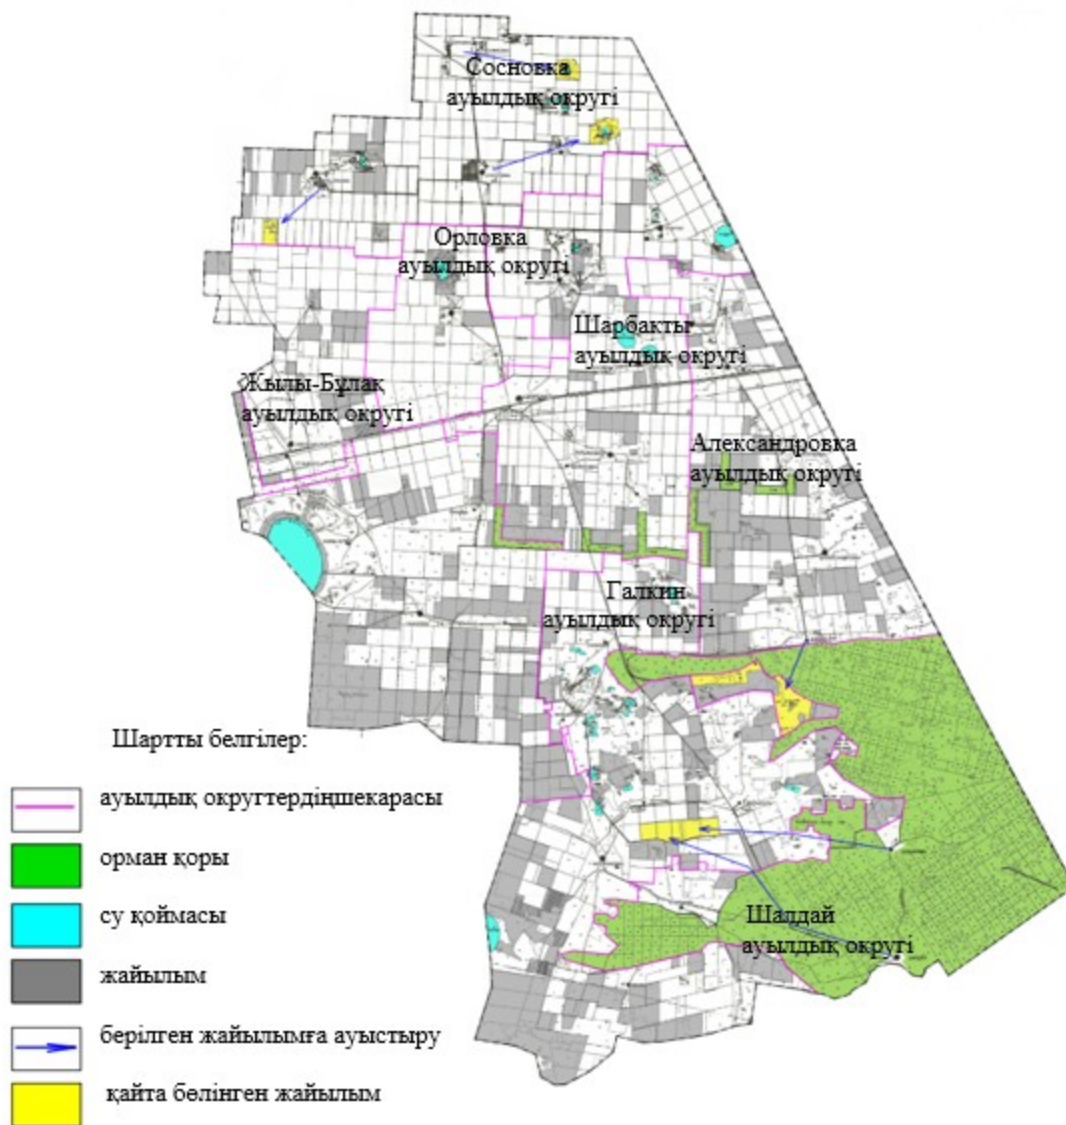 Сосновка
ауылдық округі
Орловка
ауылдық округі
Шарбакты
ауылдық округі
Жылы-Бұлақ
ауылдық округі
Александровка
ауылдық округі
Галкин
ауылдық округі
Шалдай
ауылдық округі
Шартты белгілер:
ауылдық округтердіңшекарасы
орман қоры
су қоймасы
жайылым
берілген жайылымға ауыстыру
қайта бөлінген жайылым